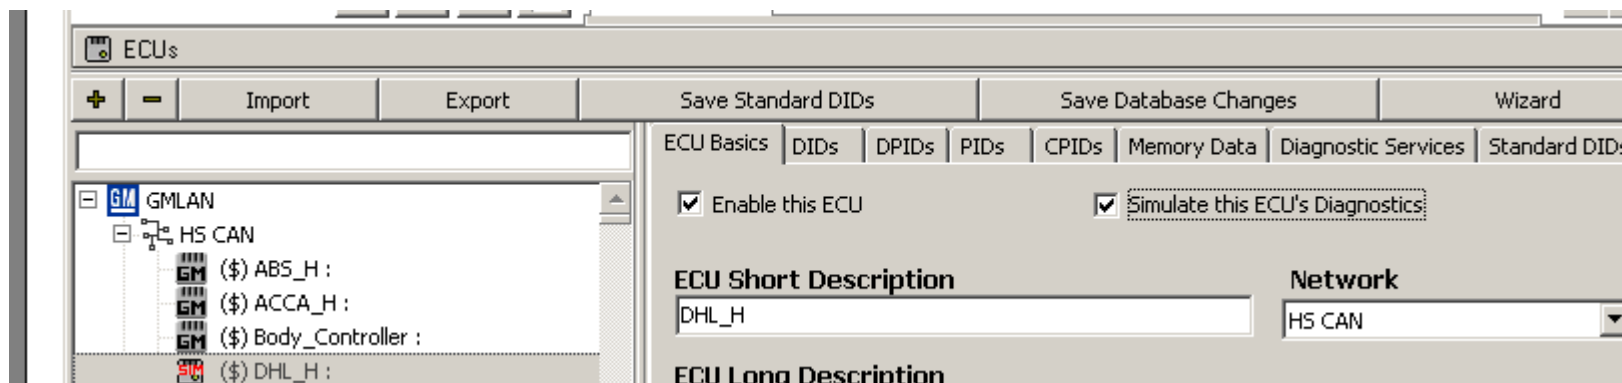 ECUs
Import Export Save Standard DIDs Save Database Changes Wizard
ECU Basics DIDs DPIDs PIDs CPIDs Memory Data Diagnostic Services Standard DIDs
GM GMLAN
Enable this ECU Simulate this ECU's Diagnostics
HS CAN
GM ($) ABS_H :
ECU Short Description Network
GM ($) ACCA_H :
DHL_H HS CAN
GM ($) Body_Controller :
SIM ($) DHL_H :
ECU Long Description